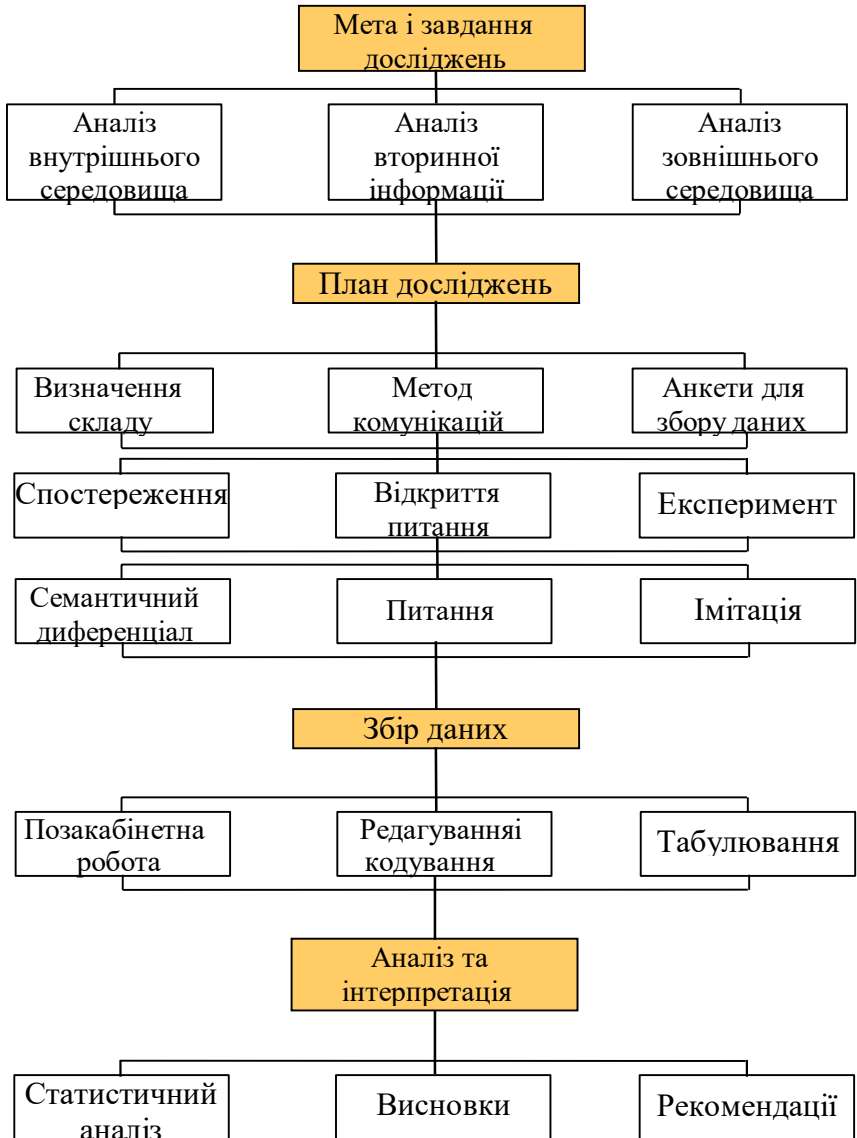 Мета і завдання
досліджень
Аналіз
внутрішнього
середовища
Аналіз
вторинної
інформації
Аналіз
зовнішнього
середовища
План досліджень
Визначення
складу
Метод
комунікацій
Анкети для
збору даних
Спостереження
Відкриття
питання
Експеримент
Семантичний
диференціал
Питання
Імітація
Збір даних
Позакабінетна
робота
Редагуванняі
кодування
Табулювання
Аналіз та
інтерпретація
Статистичний
аналіз
Висновки
Рекомендації